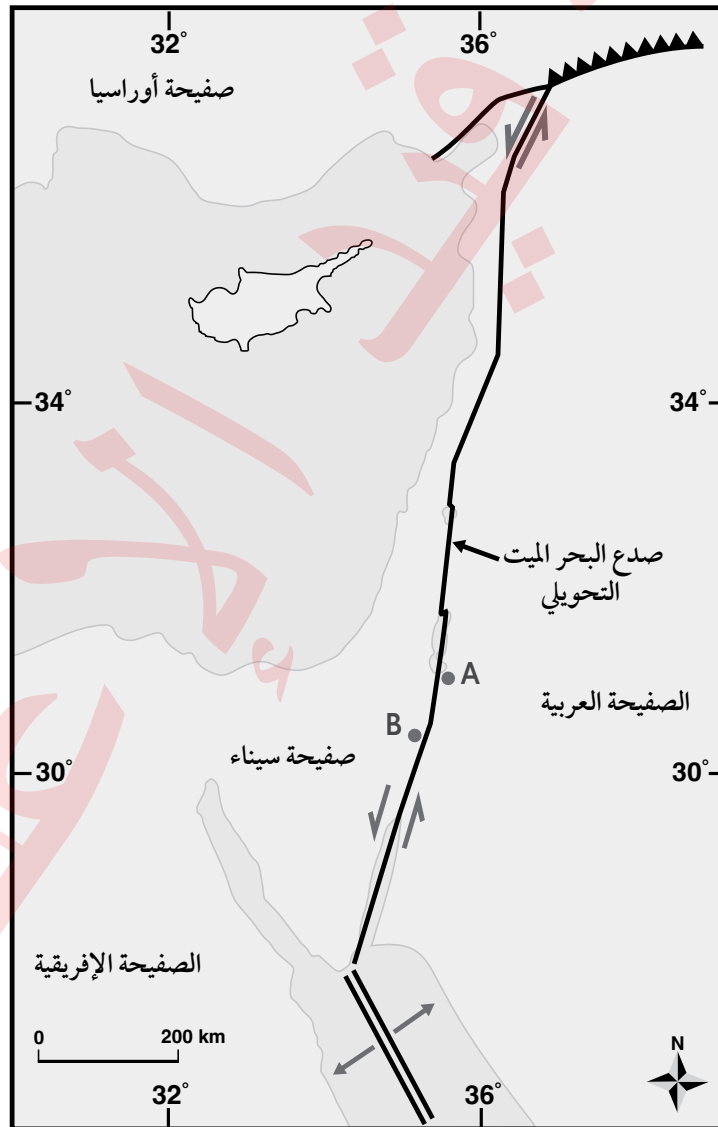 32° 36°
صفيحة أوراسيا
34° 34°
صدع البحر الميت
التحويلي
A
الصفيحة العربية
B
صفيحة سيناء
30° 30°
الصفيحة الإفريقية
0 200 km
N
32° 36°